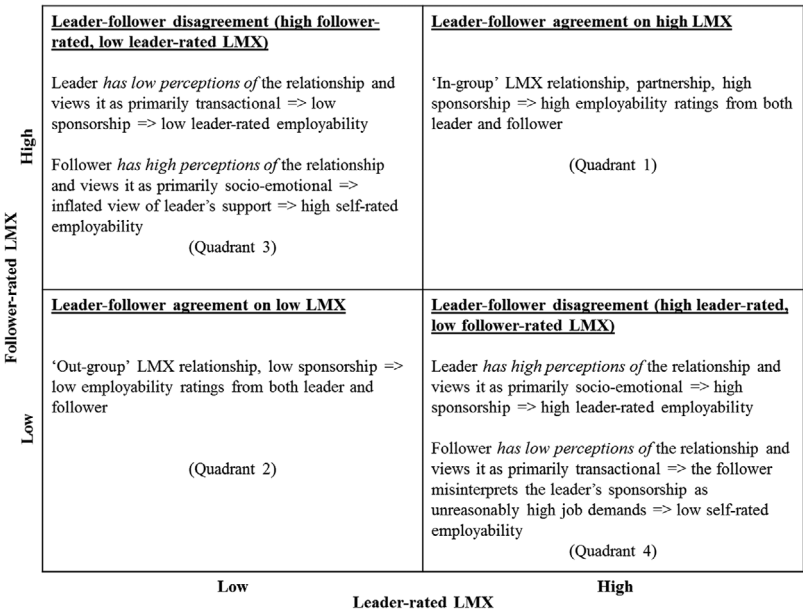 Leader-follower disagreement (high follower-
rated, low leader-rated LMX)
Leader has low perceptions of the relationship and
views it as primarily transactional => low
sponsorship => low leader-rated employability
Follower has high perceptions of the relationship
and views it as primarily socio-emotional =>
inflated view of leader's support => high self-rated
employability
(Quadrant 3)
Leader-follower agreement on high LMX
‘In-group’ LMX relationship, partnership, high
sponsorship => high employability ratings from both
leader and follower
(Quadrant 1)
Leader-follower agreement on low LMX
‘Out-group’ LMX relationship, low sponsorship =>
low employability ratings from both leader and
follower
(Quadrant 2)
Leader-follower disagreement (high leader-rated,
low follower-rated LMX)
Leader has high perceptions of the relationship and
views it as primarily socio-emotional => high
sponsorship => high leader-rated employability
Follower has low perceptions of the relationship and
views it as primarily transactional => the follower
misinterprets the leader's sponsorship as
unreasonably high job demands => low self-rated
employability
(Quadrant 4)
High
Low
Follower-rated LMX
Low
High
Leader-rated LMX